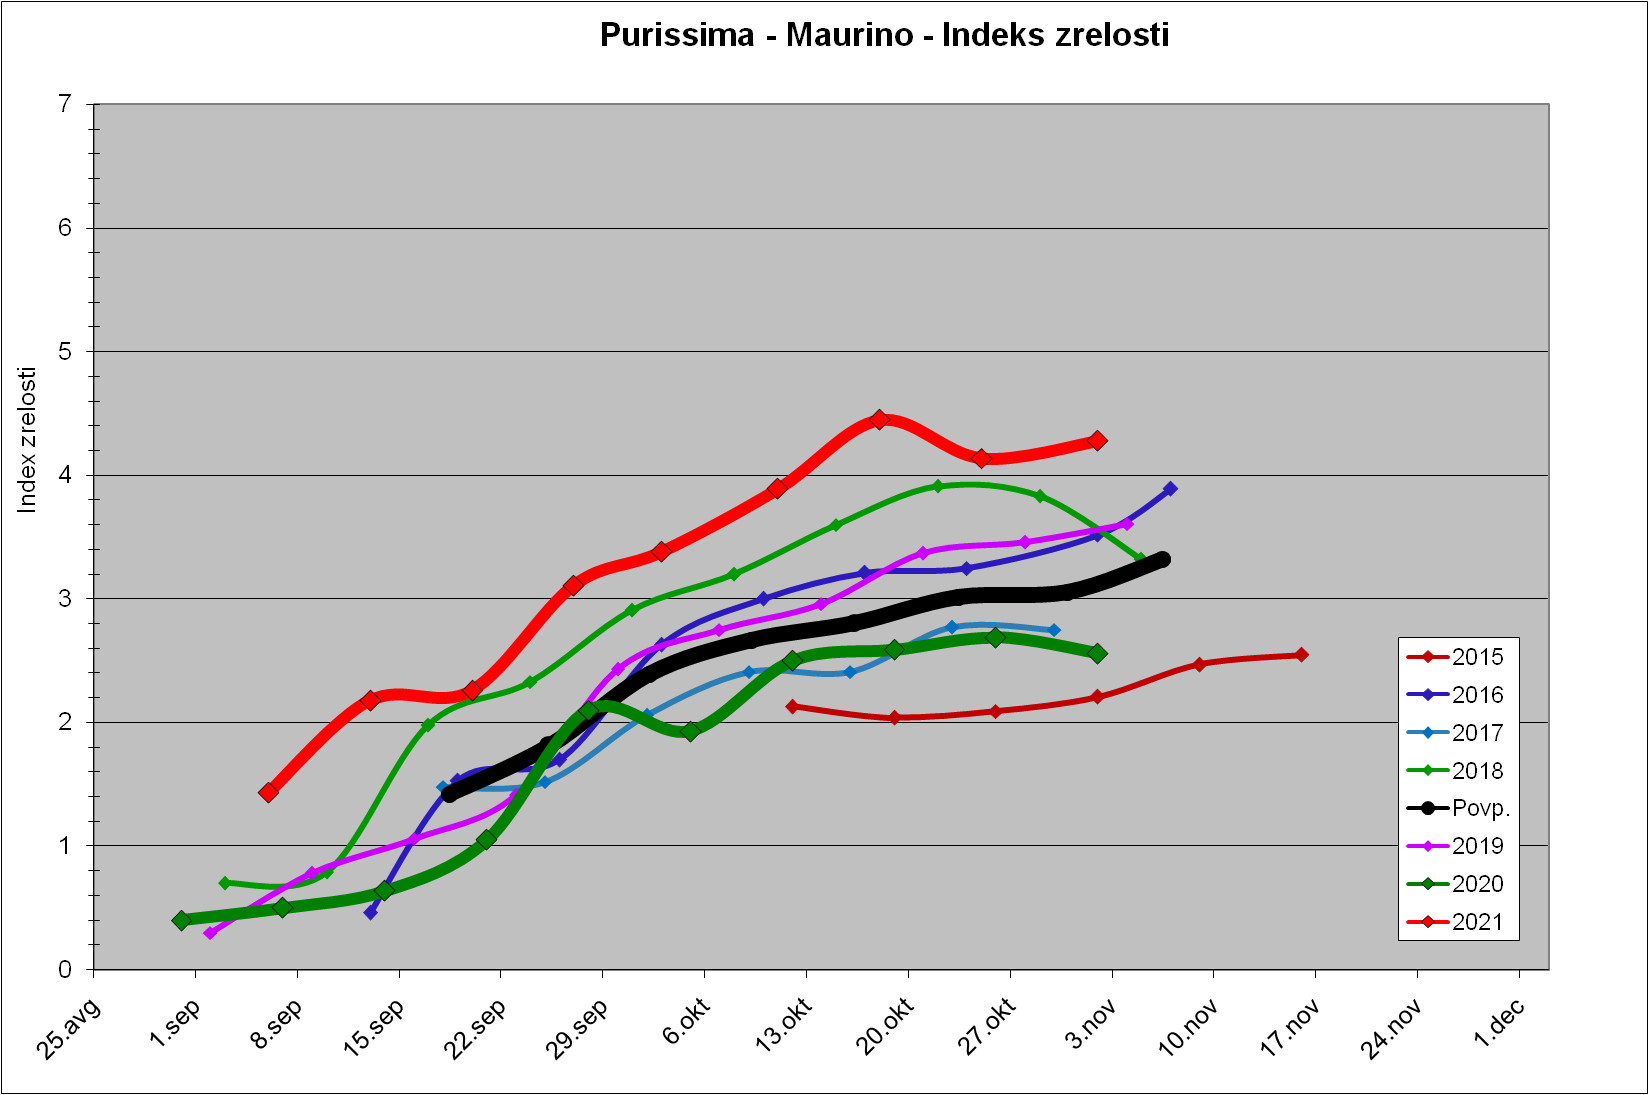 Purissima - Maurino - Indeks zrelosti
7
6
5
4
3
2
1
0
Index zrelosti
25.avg
1.sep
8.sep
15.sep
22.sep
29.sep
6.okt
13.okt
20.okt
27.okt
3.nov
10.nov
17.nov
24.nov
1.dec
2015
2016
2017
2018
Povp.
2019
2020
2021